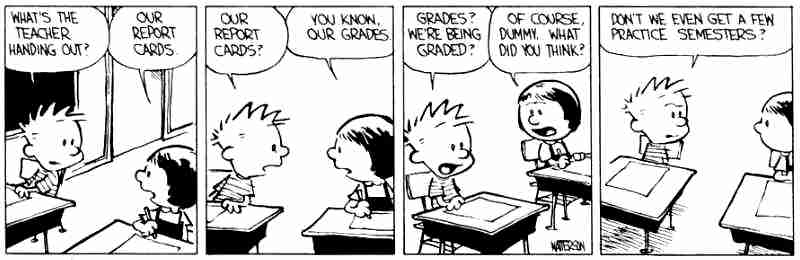 WHAT'S THE
TEACHER
HANDING OUT?
OUR
REPORT
CARDS.
OUR
REPORT
CARDS?
YOU KNOW,
OUR GRADES.
GRADES?
WE'RE BEING
GRADED?
OF COURSE,
DUMMY. WHAT
DID YOU THINK?
WATTERSON
DON'T WE EVEN GET A FEW
PRACTICE SEMESTERS?